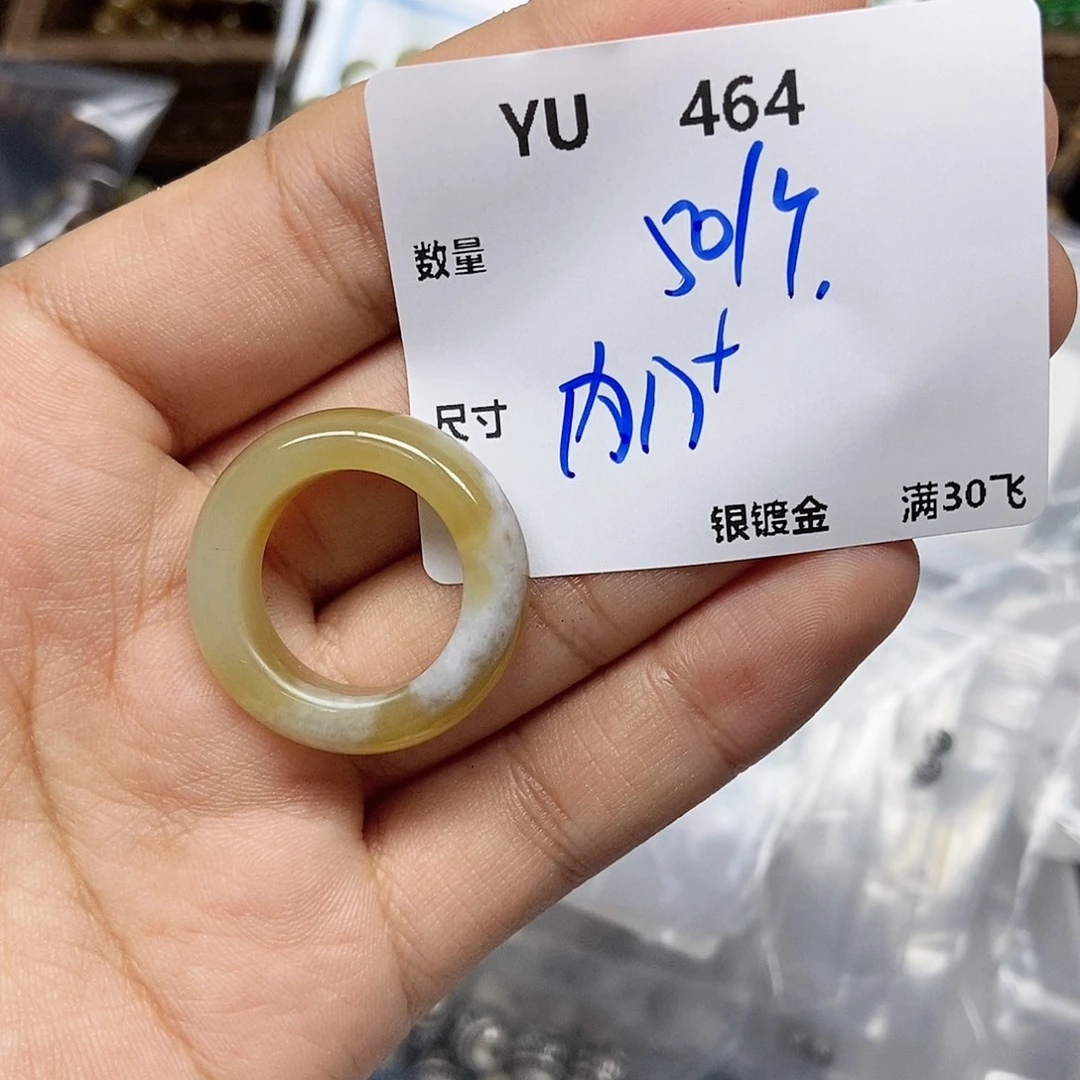 YU 464
数量 50/个.
尺寸 内17+
银镀金 满30飞